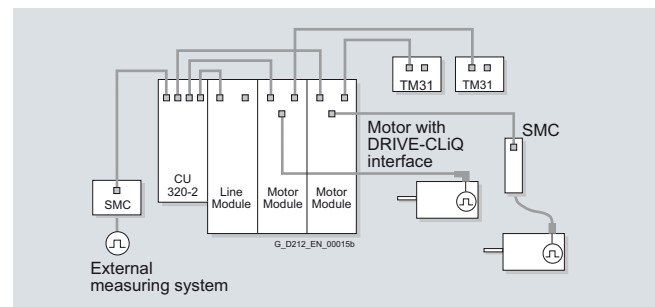 TM31
TM31
Motor with
DRIVE-CLiQ
interface
SMC
CU
320-2
Line
Module
Motor
Module
Motor
Module
SMC
G_D212_EN_00015b
External
measuring system